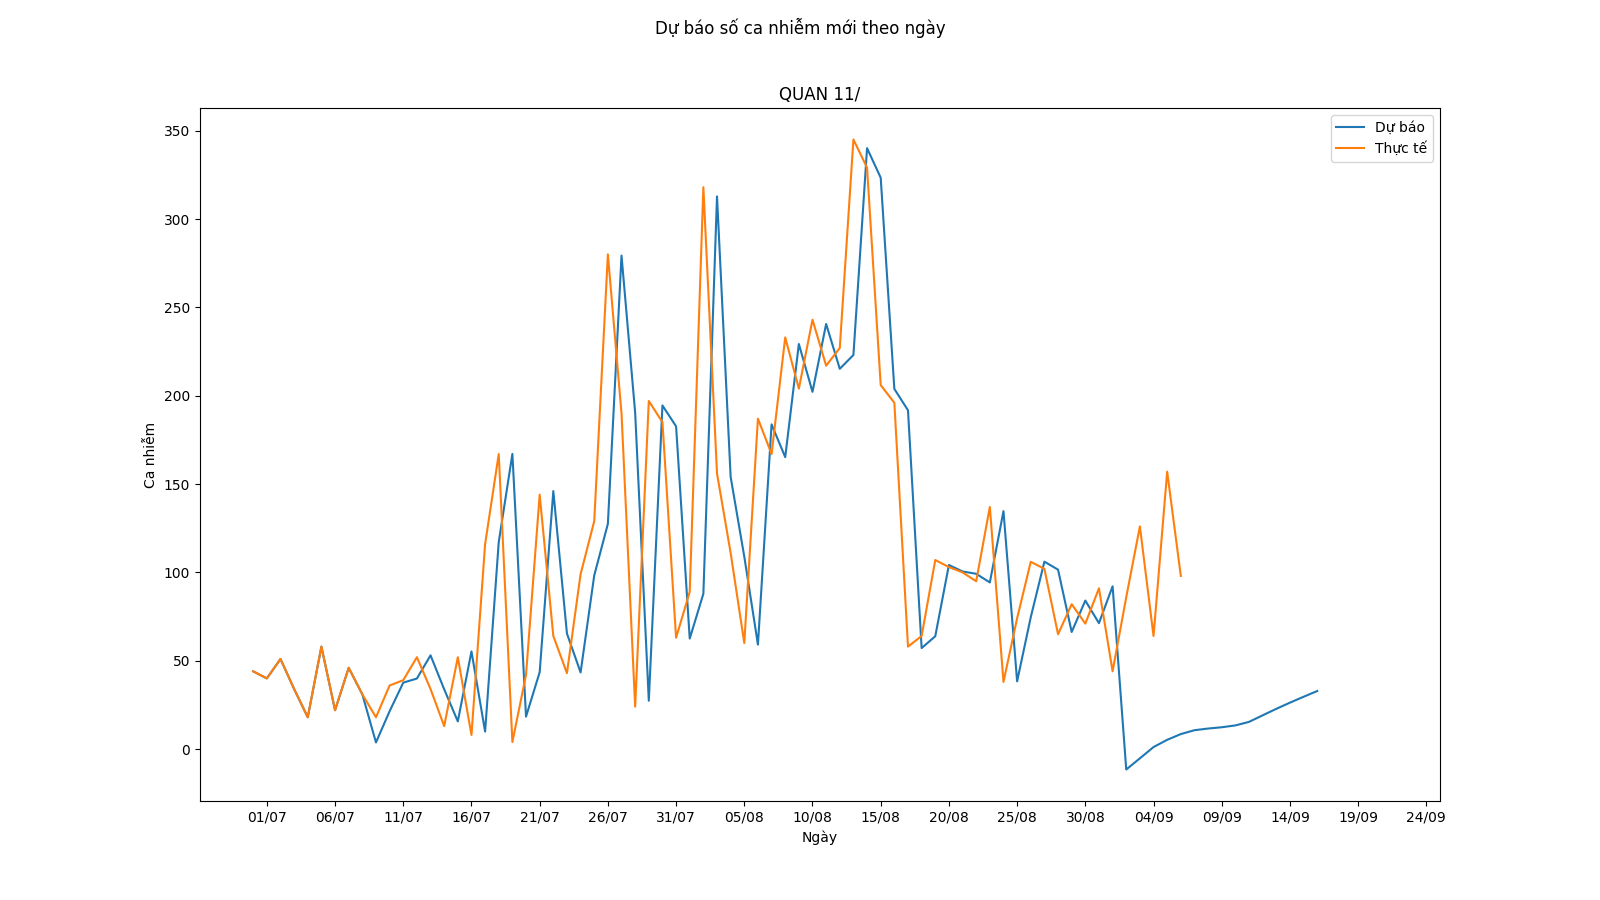 Dự báo số ca nhiễm mới theo ngày
QUAN 11/
Dự báo
Thực tế
350
300
250
200
150
100
50
0
Ca nhiễm
01/07 06/07 11/07 16/07 21/07 26/07 31/07 05/08 10/08 15/08 20/08 25/08 30/08 04/09 09/09 14/09 19/09 24/09
Ngày